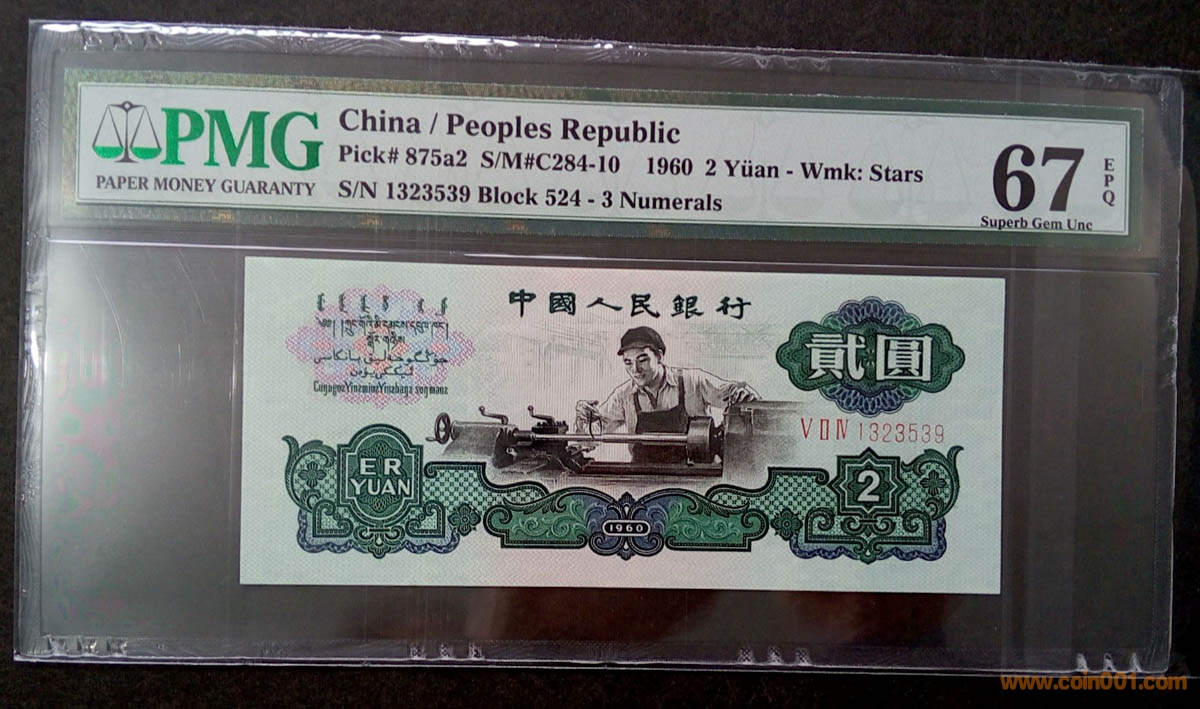 PMG
PAPER MONEY GUARANTY
China / Peoples Republic
Pick# 875a2 S/M#C284-10 1960 2 Yüan - Wmk: Stars
S/N 1323539 Block 524 - 3 Numerals
67
EPQ
Superb Gem Unc
中國人民銀行
貳圓
V II IV 1323539
ER
YUAN
2
1960
www.coin001.com